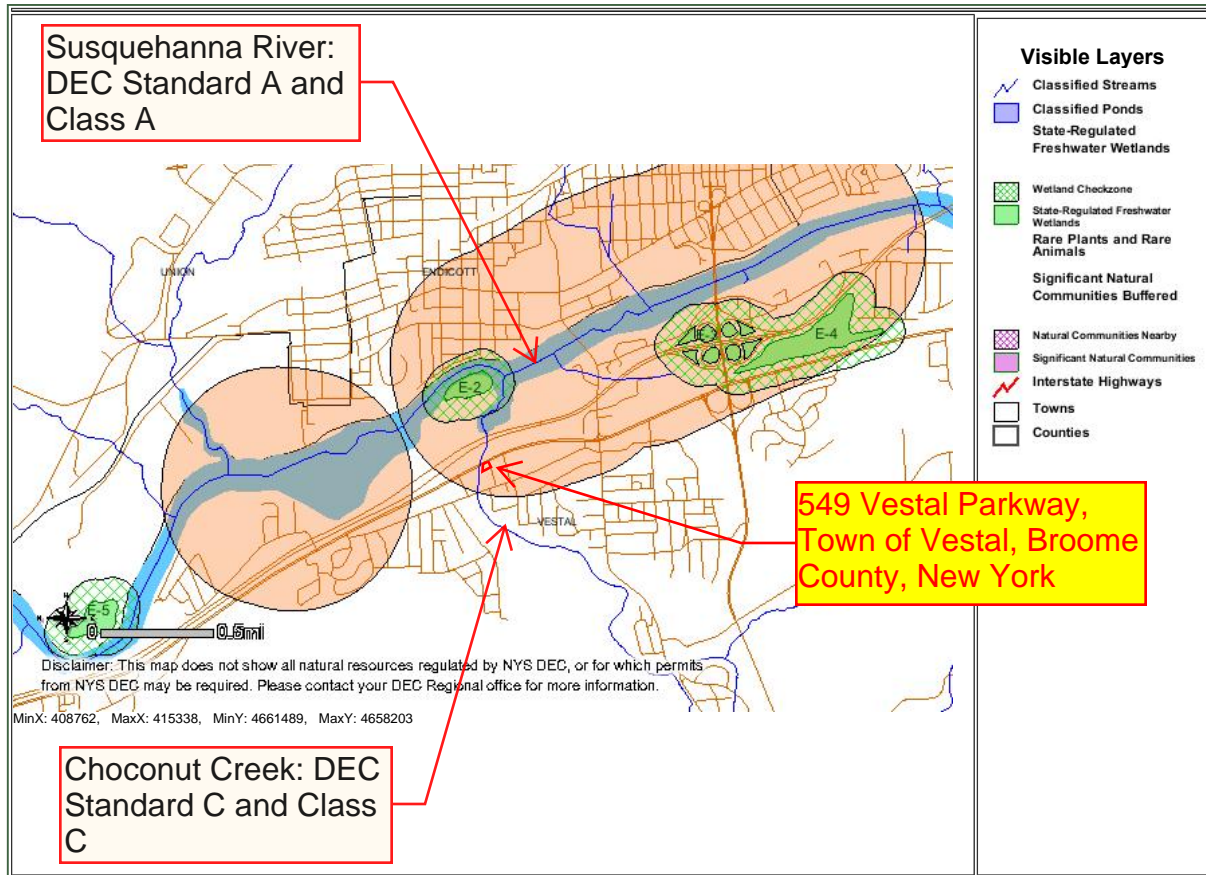 Susquehanna River:
DEC Standard A and
Class A
Visible Layers
Classified Streams
Classified Ponds
State-Regulated
Freshwater Wetlands
Wetland Checkzone
State-Regulated Freshwater
Wetlands
Rare Plants and Rare
Animals
Significant Natural
Communities Buffered
Natural Communities Nearby
Significant Natural Communities
Interstate Highways
Towns
Counties
UNION
ENDICOTT
E-4
E-2
VESTAL
549 Vestal Parkway,
Town of Vestal, Broome
County, New York
E-5
0 0.5mi
Disclaimer: This map does not show all natural resources regulated by NYS DEC, or for which permits
from NYS DEC may be required. Please contact your DEC Regional office for more information.
MinX: 408762, MaxX: 415338, MinY: 4661489, MaxY: 4658203
Choconut Creek: DEC
Standard C and Class
C